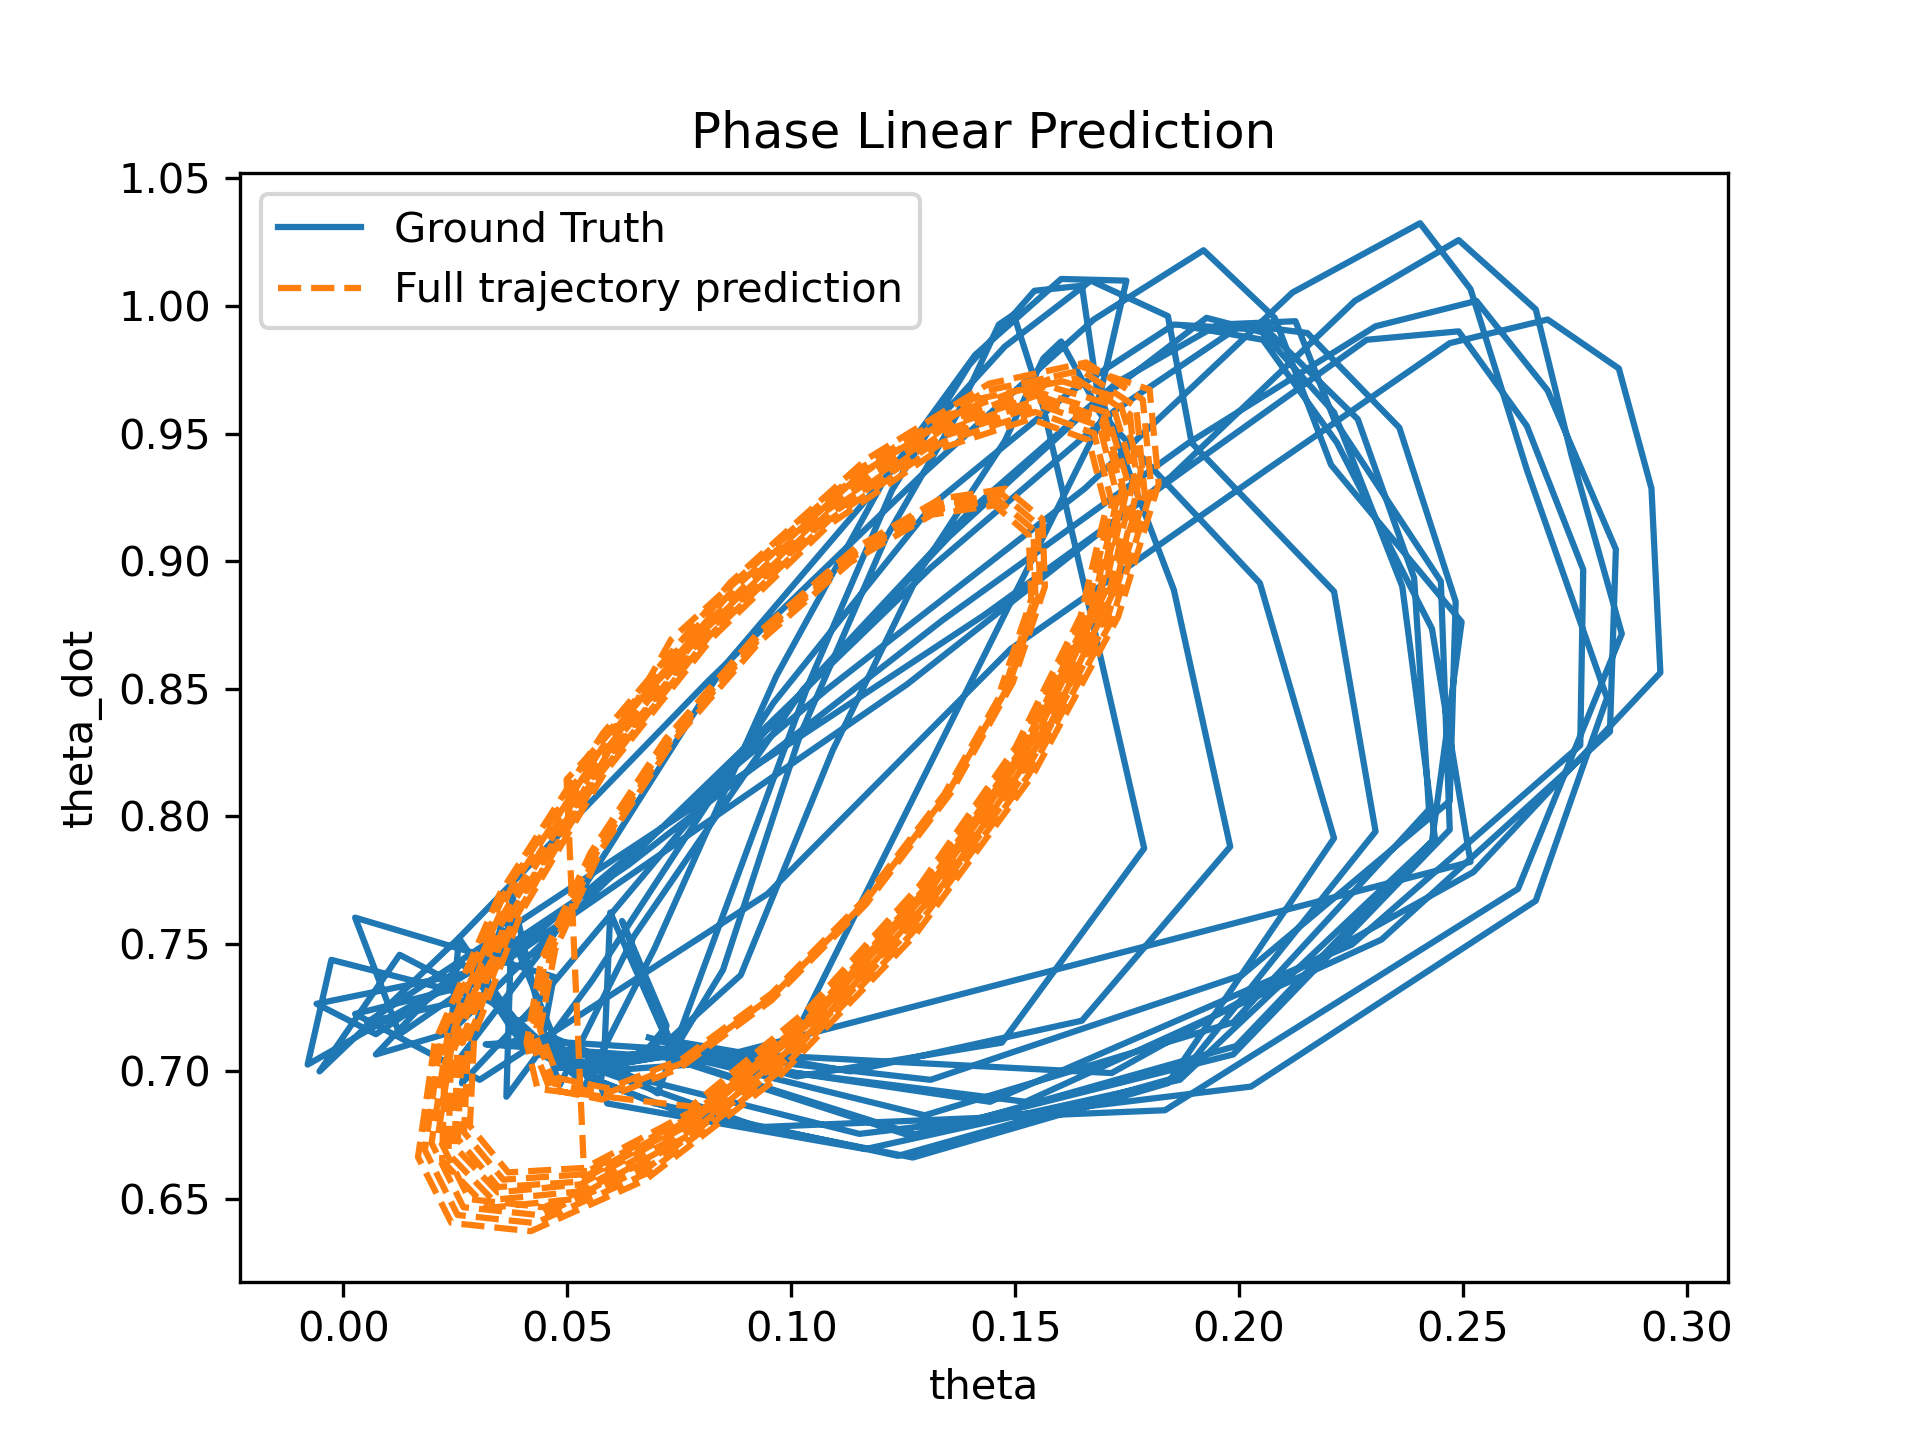 Phase Linear Prediction
1.05
1.00
0.95
0.90
0.85
0.80
0.75
0.70
0.65
theta_dot
Ground Truth
Full trajectory prediction
0.00 0.05 0.10 0.15 0.20 0.25 0.30
theta